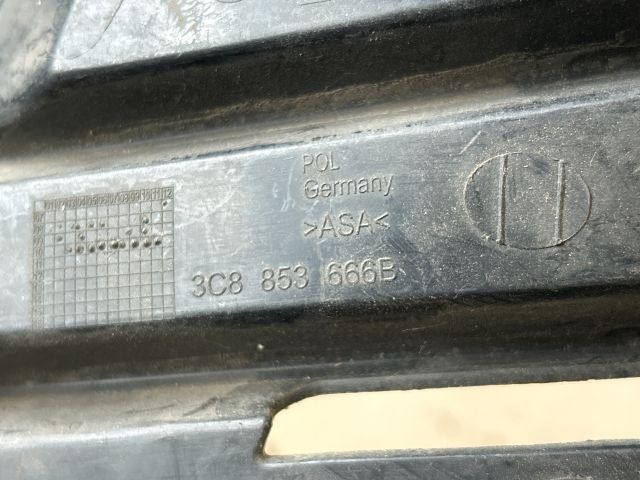 POL
Germany
>ASA<
3C8 853 666B